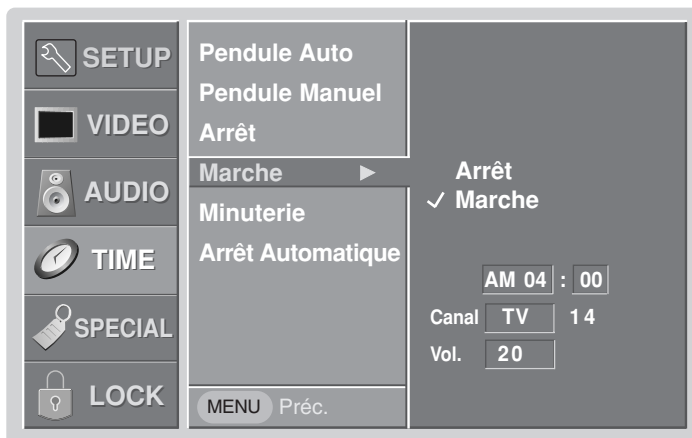 SETUP
VIDEO
AUDIO
TIME
SPECIAL
LOCK
Pendule Auto
Pendule Manuel
Arrêt
Marche ►
Minuterie
Arrêt Automatique
MENU Préc.
Arrêt
✓ Marche
AM 04 : 00
Canal TV 14
Vol. 20